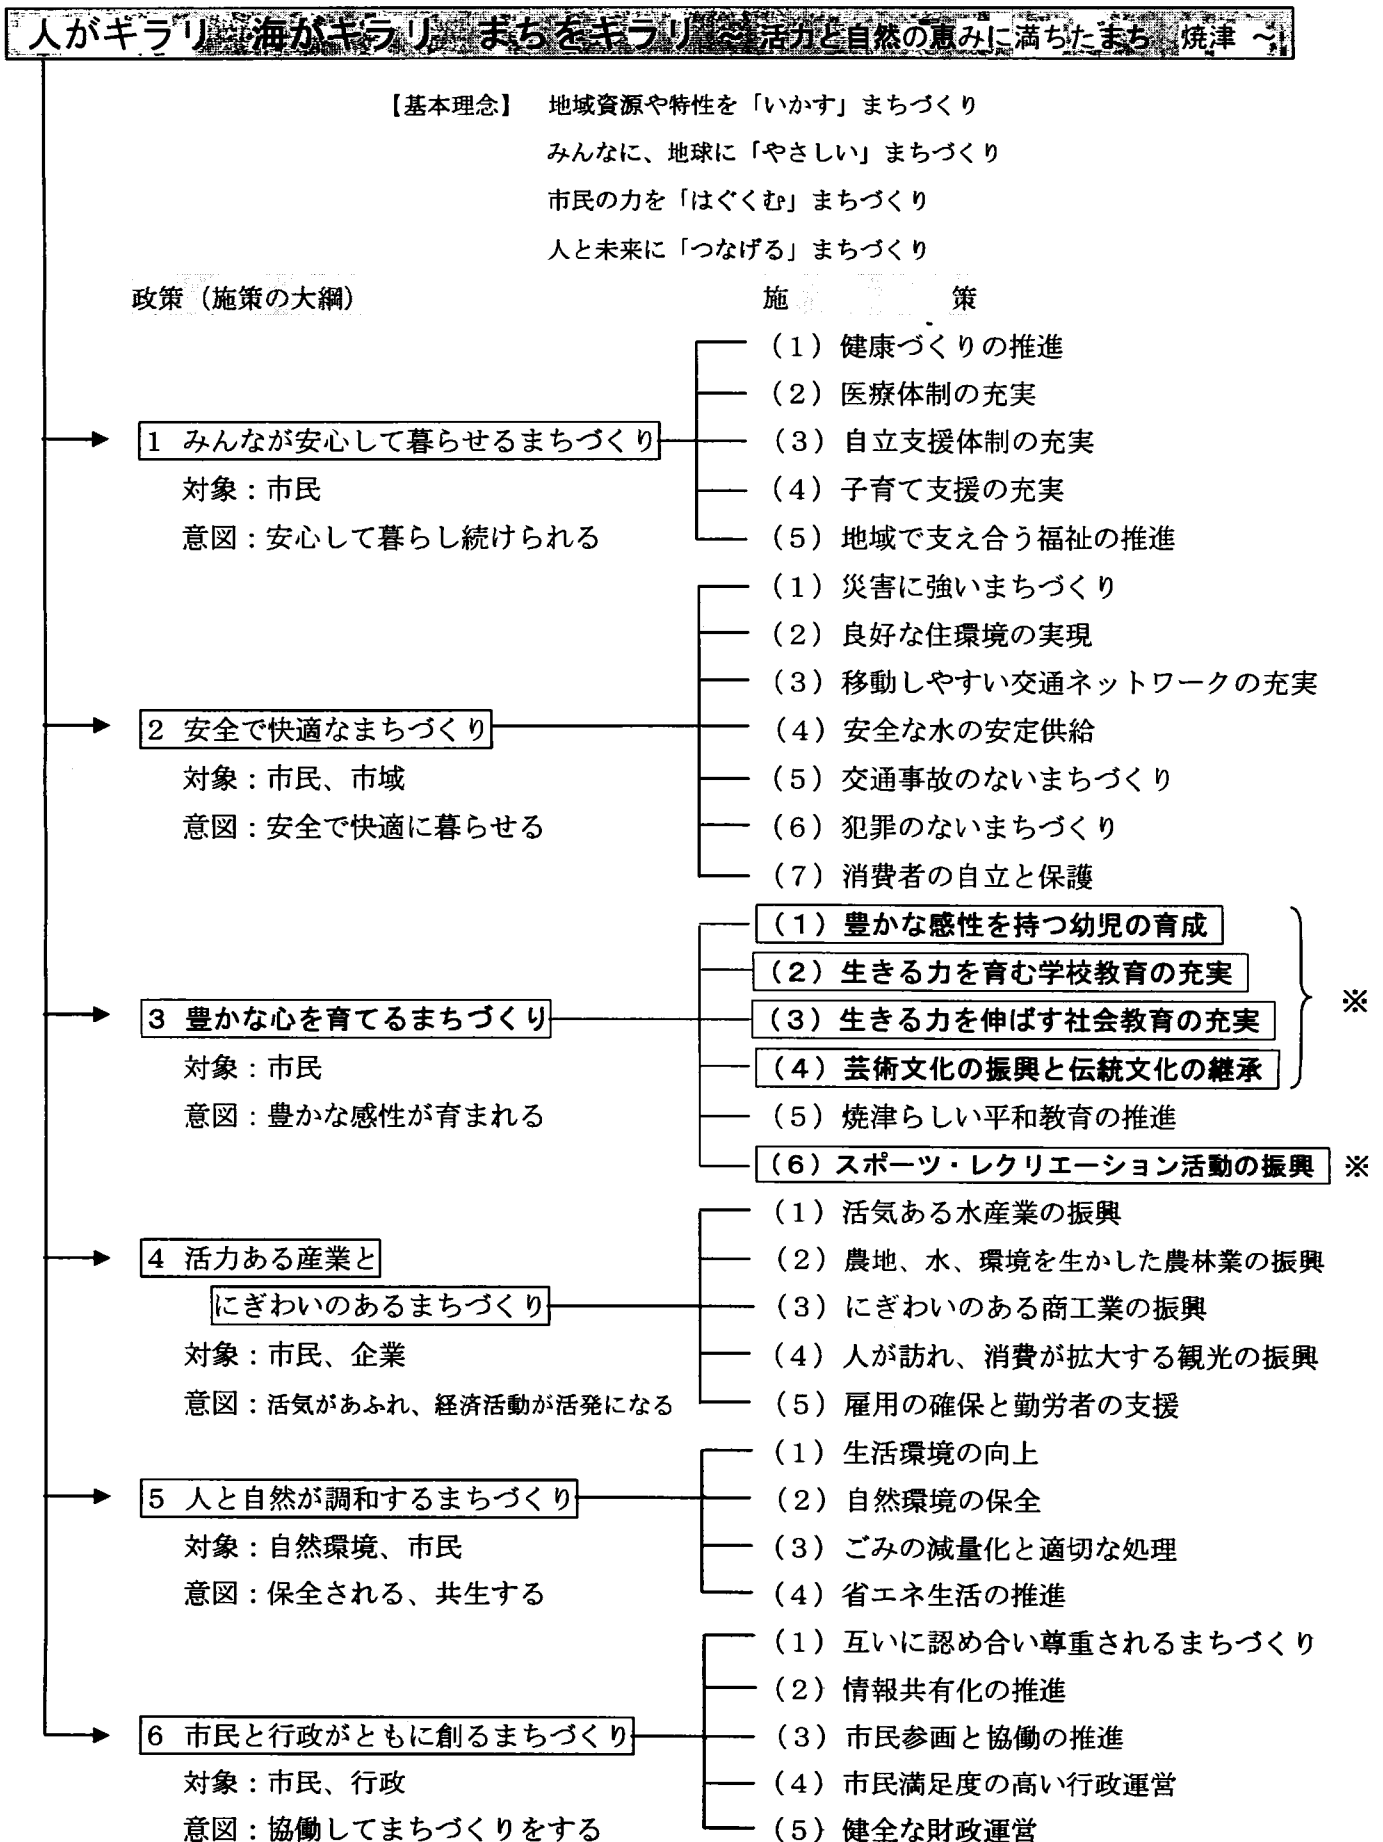 人がキラリ 海がキラリ まちをキラリ ~ 活力と自然の恵みに満ちたまち 焼津 ~
【基本理念】 地域資源や特性を「いかす」まちづくり
みんなに、地球に「やさしい」まちづくり
市民の力を「はぐくむ」まちづくり
人と未来に「つなげる」まちづくり
政策(施策の大綱) 施 策
(1)健康づくりの推進
(2)医療体制の充実
1 みんなが安心して暮らせるまちづくり (3)自立支援体制の充実
対象:市民 (4)子育て支援の充実
意図:安心して暮らし続けられる (5)地域で支え合う福祉の推進
(1)災害に強いまちづくり
(2)良好な住環境の実現
(3)移動しやすい交通ネットワークの充実
2 安全で快適なまちづくり (4)安全な水の安定供給
対象:市民、市域 (5)交通事故のないまちづくり
意図:安全で快適に暮らせる (6)犯罪のないまちづくり
(7)消費者の自立と保護
(1)豊かな感性を持つ幼児の育成
(2)生きる力を育む学校教育の充実
3 豊かな心を育てるまちづくり (3)生きる力を伸ばす社会教育の充実 ※
対象:市民 (4)芸術文化の振興と伝統文化の継承
意図:豊かな感性が育まれる (5)焼津らしい平和教育の推進
(6)スポーツ・レクリエーション活動の振興 ※
(1)活気ある水産業の振興
4 活力ある産業と (2)農地、水、環境を生かした農林業の振興
にぎわいのあるまちづくり (3)にぎわいのある商工業の振興
対象:市民、企業 (4)人が訪れ、消費が拡大する観光の振興
意図:活気があふれ、経済活動が活発になる (5)雇用の確保と勤労者の支援
(1)生活環境の向上
5 人と自然が調和するまちづくり (2)自然環境の保全
対象:自然環境、市民 (3)ごみの減量化と適切な処理
意図:保全される、共生する (4)省エネ生活の推進
(1)互いに認め合い尊重されるまちづくり
(2)情報共有化の推進
6 市民と行政がともに創るまちづくり (3)市民参画と協働の推進
対象:市民、行政 (4)市民満足度の高い行政運営
意図:協働してまちづくりをする (5)健全な財政運営